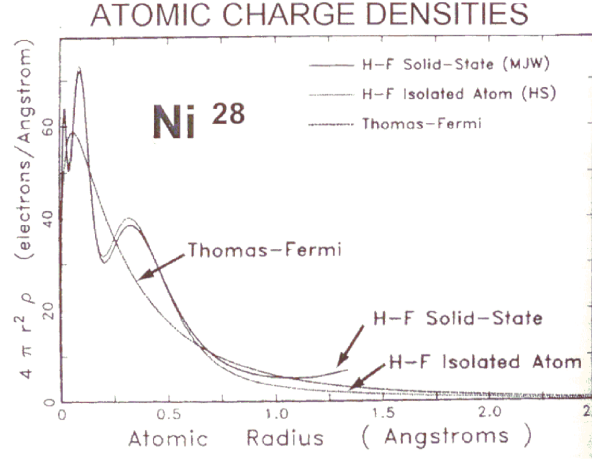 ATOMIC CHARGE DENSITIES
H-F Solid-State (MJW)
H-F Isolated Atom (HS)
Thomas-Fermi
Ni 28
Thomas-Fermi
H-F Solid-State
H-F Isolated Atom
4 π r² ρ (electrons/Angstrom)
60
40
20
0
0 0.5 1.0 1.5 2.0 2.
Atomic Radius ( Angstroms )